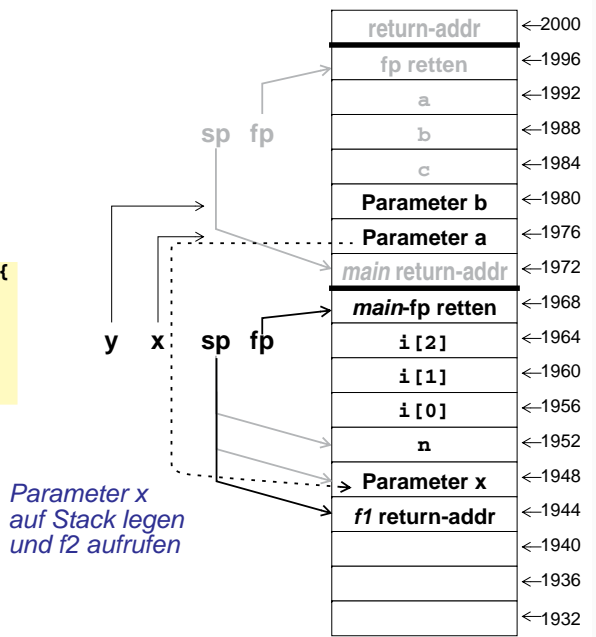 return-addr ←2000
fp retten ←1996
a ←1992
sp fp b ←1988
c ←1984
Parameter b ←1980
Parameter a ←1976
{ main return-addr ←1972
main-fp retten ←1968
y x sp fp i[2] ←1964
i[1] ←1960
i[0] ←1956
n ←1952
Parameter x ←1948
f1 return-addr ←1944
←1940
←1936
←1932
Parameter x
auf Stack legen
und f2 aufrufen